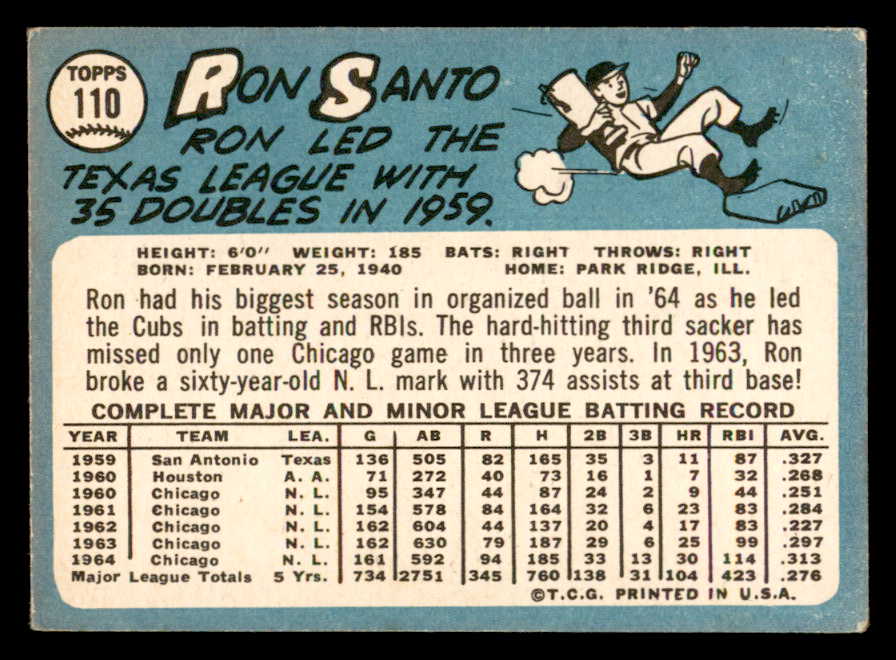 TOPPS
110
RON SANTO
RON LED THE
TEXAS LEAGUE WITH
35 DOUBLES IN 1959.
HEIGHT: 6'0" WEIGHT: 185 BATS: RIGHT THROWS: RIGHT
BORN: FEBRUARY 25, 1940 HOME: PARK RIDGE, ILL.
Ron had his biggest season in organized ball in '64 as he led
the Cubs in batting and RBIs. The hard-hitting third sacker has
missed only one Chicago game in three years. In 1963, Ron
broke a sixty-year-old N. L. mark with 374 assists at third base!
COMPLETE MAJOR AND MINOR LEAGUE BATTING RECORD
YEAR TEAM LEA. G AB R H 2B 3B HR RBI AVG.
1959 San Antonio Texas 136 505 82 165 35 3 11 87 .327
1960 Houston A. A. 71 272 40 73 16 1 7 32 .268
1960 Chicago N. L. 95 347 44 87 24 2 9 44 .251
1961 Chicago N. L. 154 578 84 164 32 6 23 83 .284
1962 Chicago N. L. 162 604 44 137 20 4 17 83 .227
1963 Chicago N. L. 162 630 79 187 29 6 25 99 .297
1964 Chicago N. L. 161 592 94 185 33 13 30 114 .313
Major League Totals 5 Yrs. 734 2751 345 760 138 31 104 423 .276
©T.C.G. PRINTED IN U.S.A.